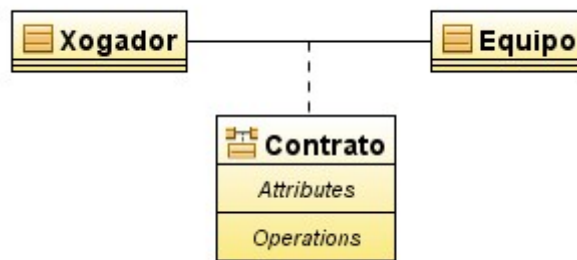 Xogador
Equipo
Contrato
Attributes
Operations